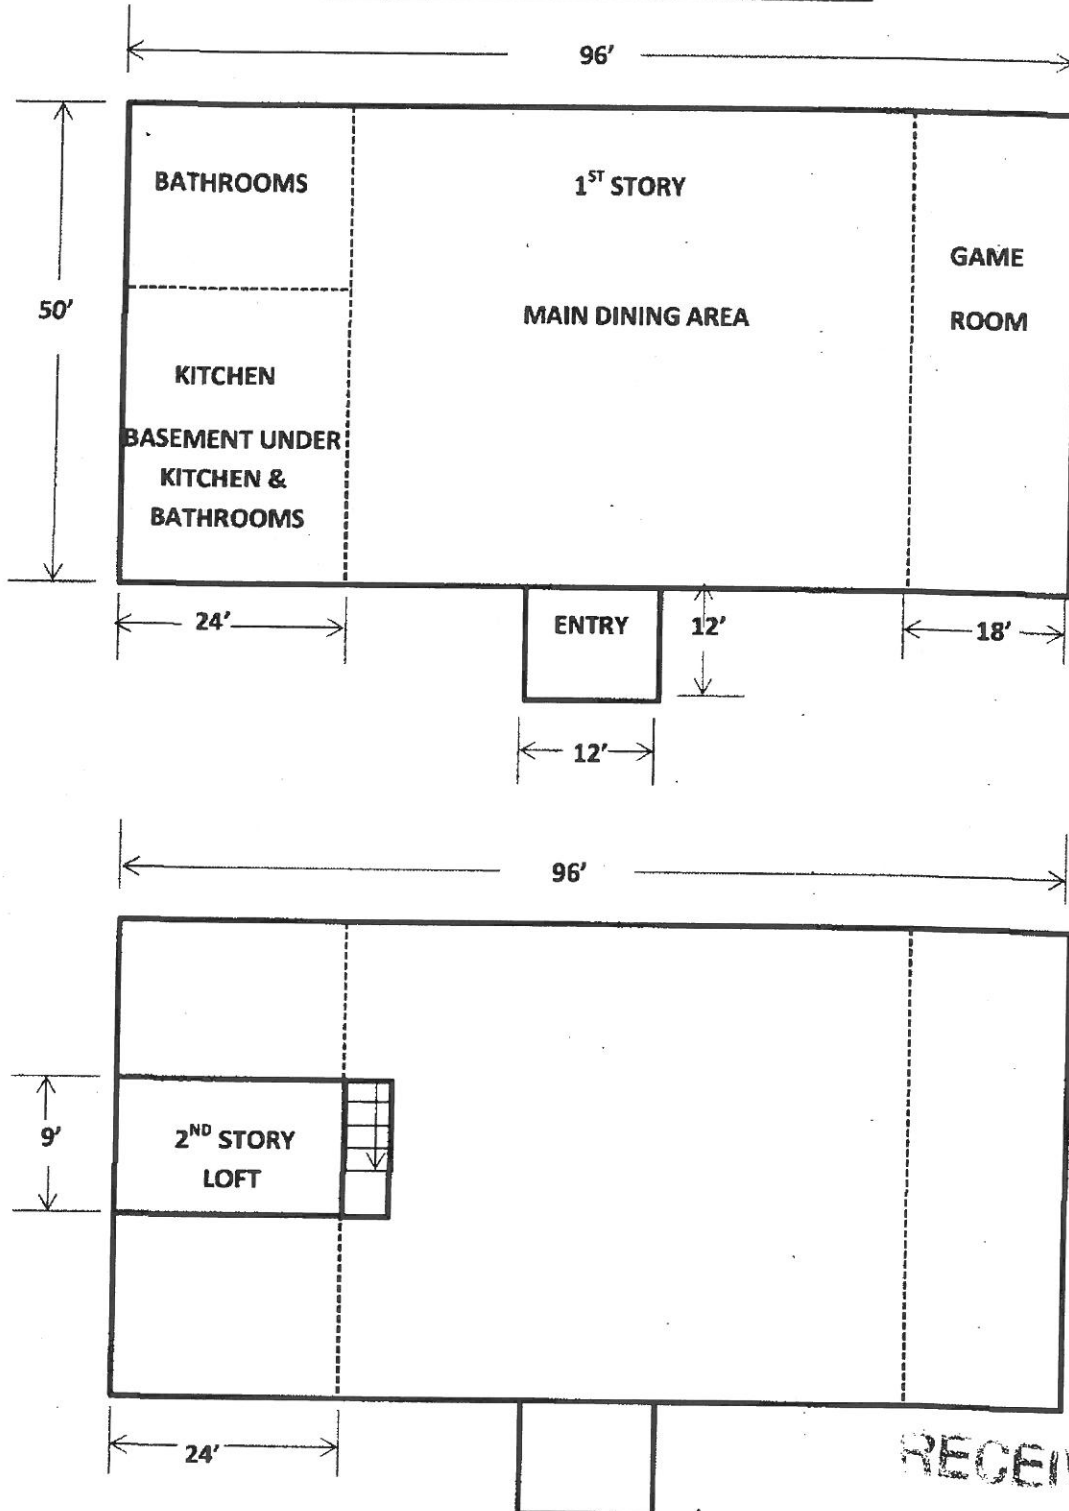 96'
BATHROOMS
1ST STORY
GAME
ROOM
50'
MAIN DINING AREA
KITCHEN
BASEMENT UNDER
KITCHEN &
BATHROOMS
24'
ENTRY
12'
18'
12'
96'
9'
2ND STORY
LOFT
24'